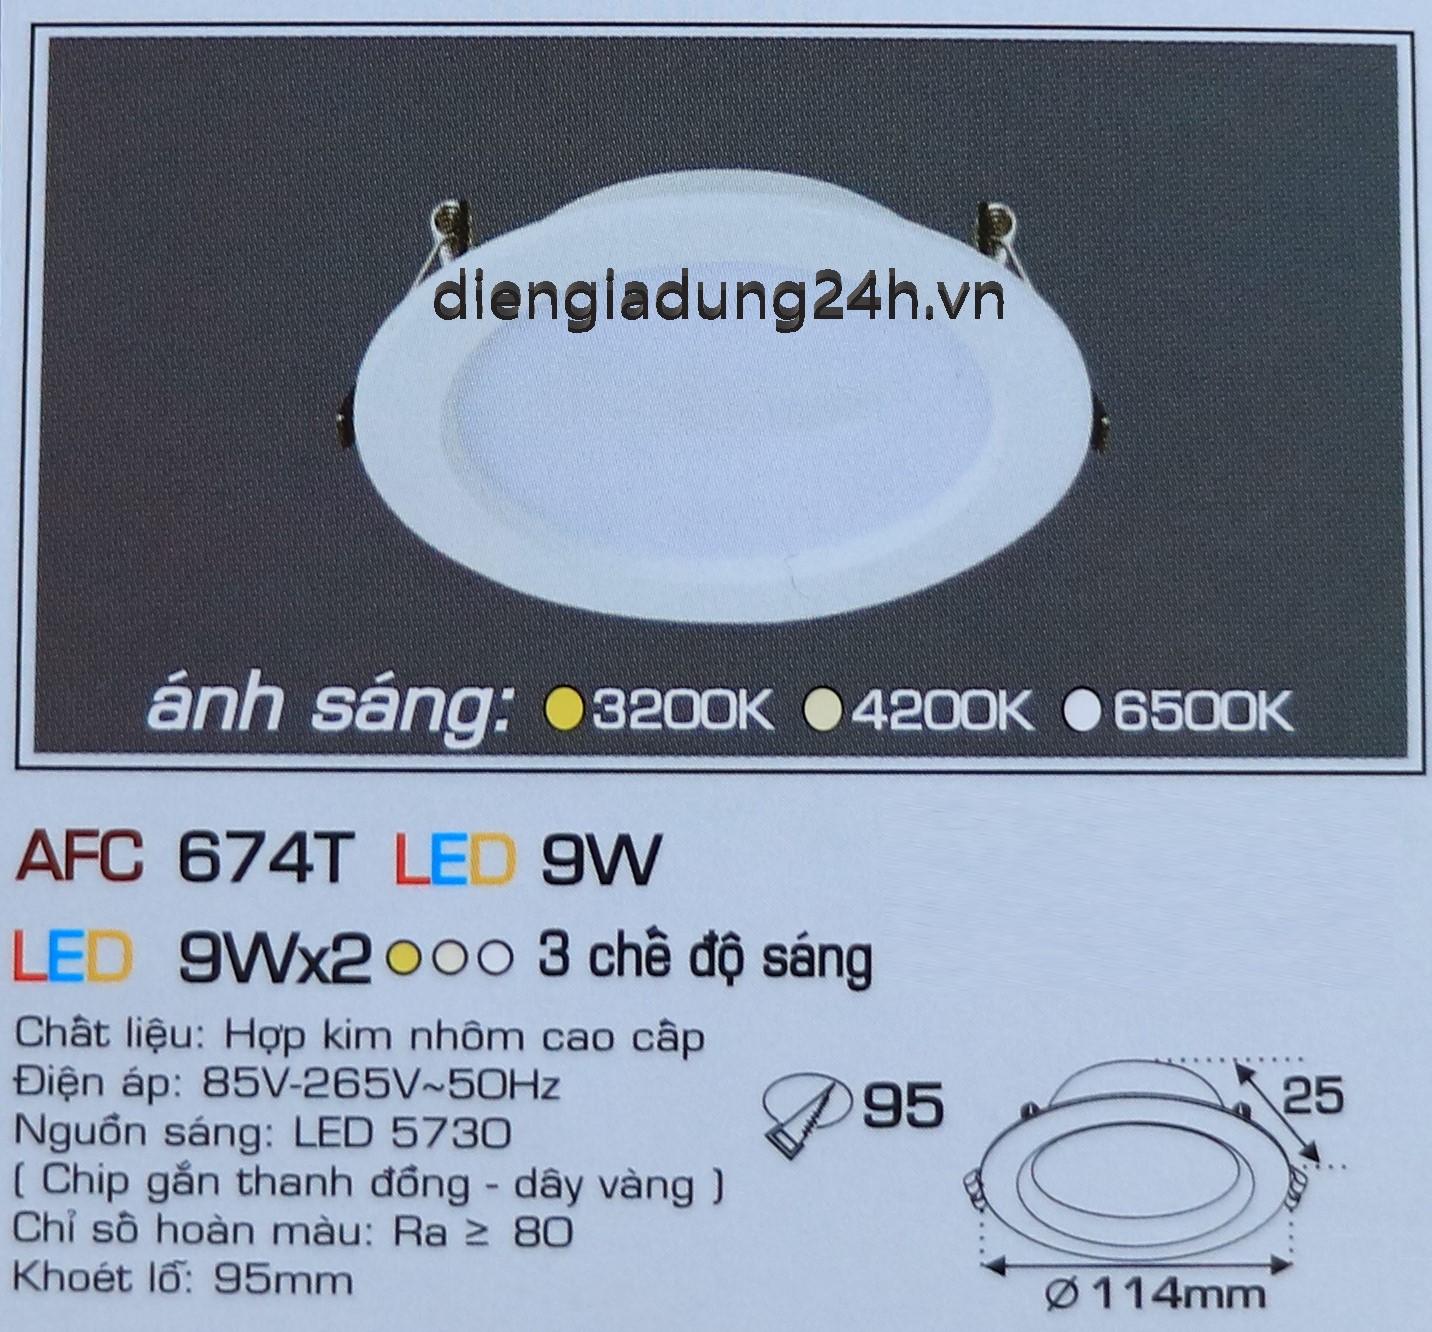 diengiadung24h.vn
ánh sáng: 3200K 4200K 6500K
AFC 674T LED 9W
LED 9Wx2 3 chế độ sáng
Chất liệu: Hợp kim nhôm cao cấp
Điện áp: 85V-265V~50Hz
Nguồn sáng: LED 5730
( Chip gắn thanh đồng - dây vàng )
Chỉ số hoàn màu: Ra ≥ 80
Khoét lỗ: 95mm
95
25
Ø 114mm